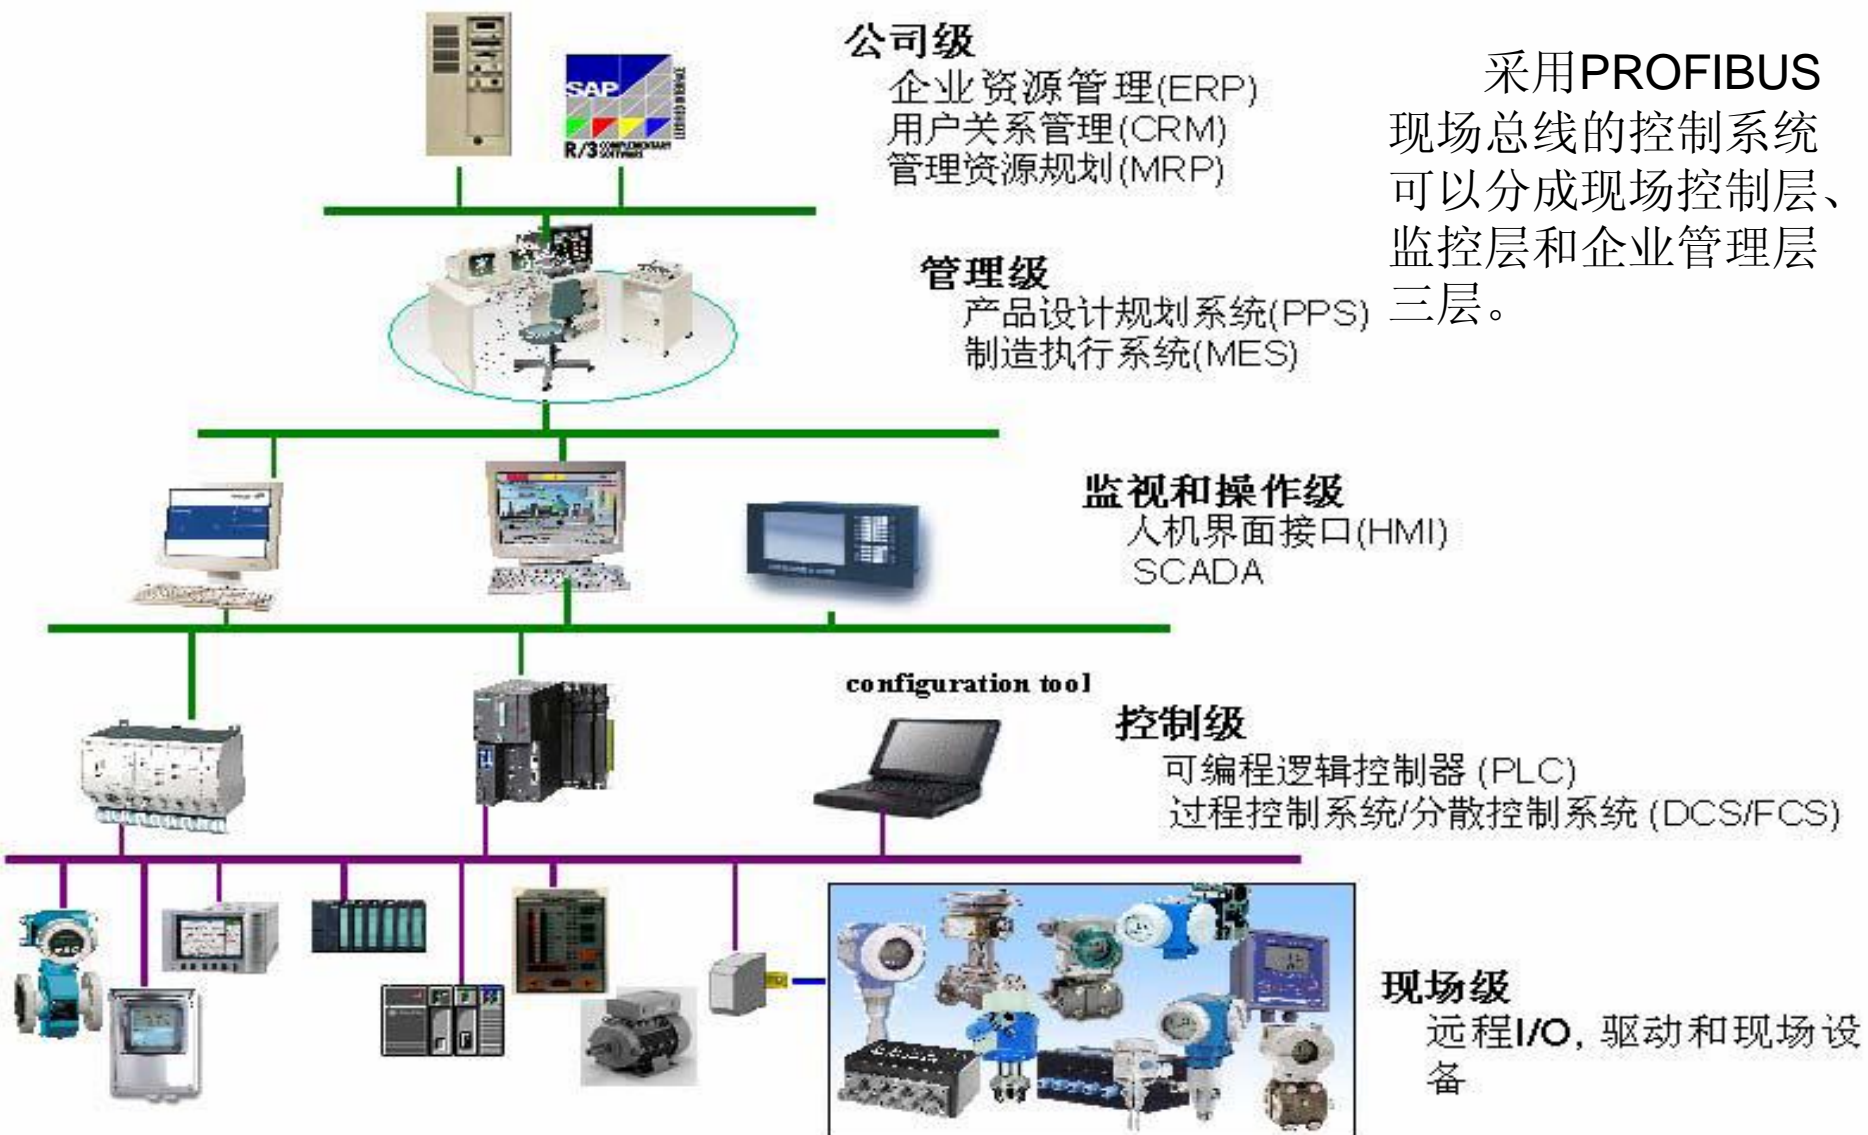 公司级
企业资源管理(ERP)
用户关系管理(CRM)
管理资源规划(MRP)
采用PROFIBUS
现场总线的控制系统
可以分成现场控制层、
监控层和企业管理层
三层。
SAP
R/3 COMPLEMENTARY
SOFTWARE
CERTIFIED INTERFACE
管理级
产品设计规划系统(PPS)
制造执行系统(MES)
监视和操作级
人机界面接口(HMI)
SCADA
configuration tool
控制级
可编程逻辑控制器 (PLC)
过程控制系统/分散控制系统 (DCS/FCS)
现场级
远程I/O, 驱动和现场设
备